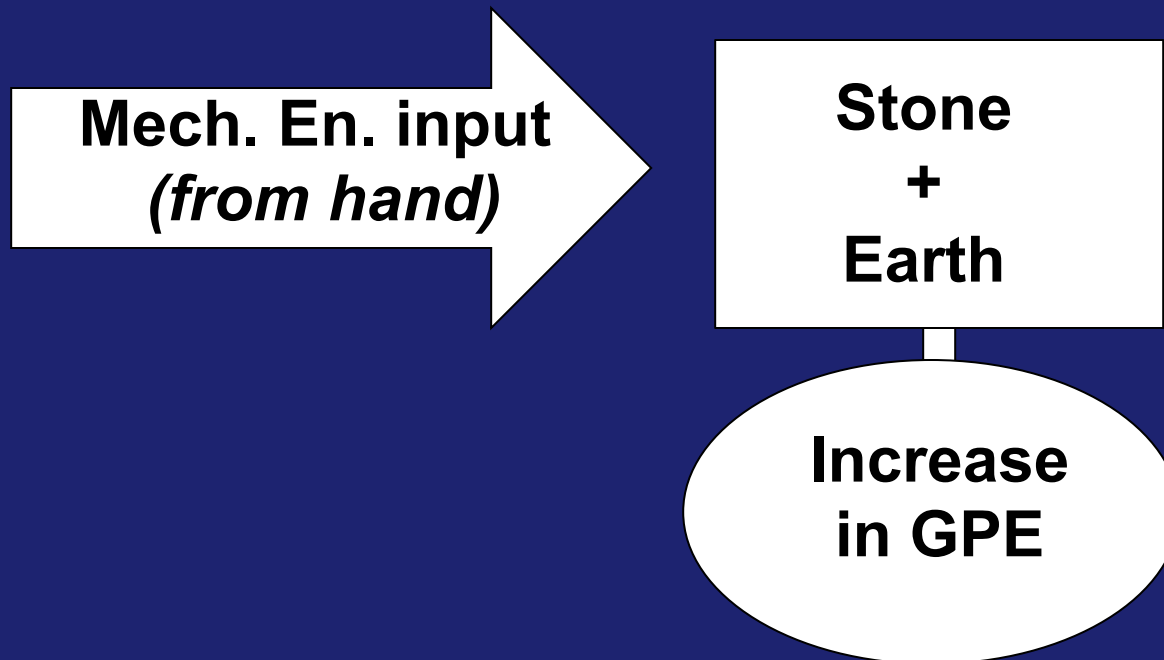 Mech. En. input
(from hand)
Stone
+
Earth
Increase
in GPE